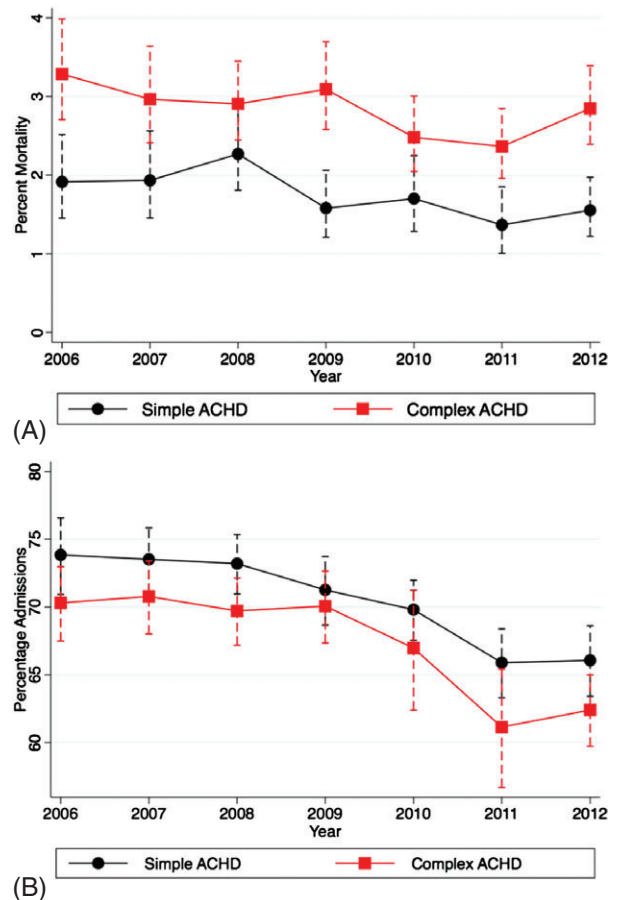 4
3
2
1
0
Percent Mortality
2006 2007 2008 2009 2010 2011 2012
Year
Simple ACHD Complex ACHD
(A)
80
75
70
65
60
Percentage Admissions
2006 2007 2008 2009 2010 2011 2012
Year
Simple ACHD Complex ACHD
(B)